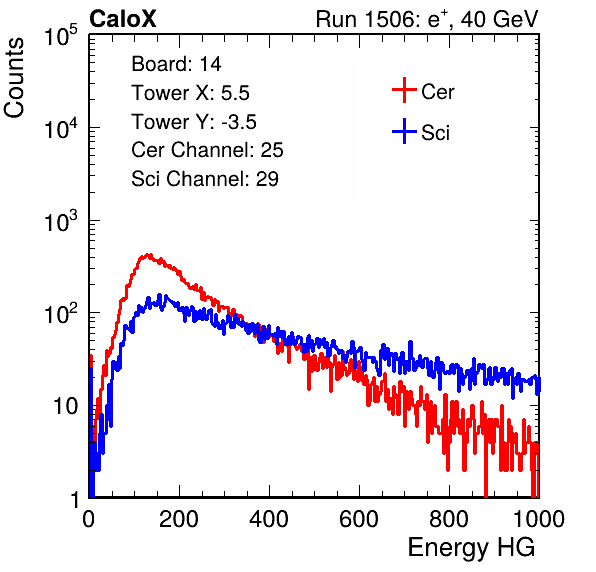 CaloX Run 1506: e⁺, 40 GeV
Counts
10⁵
10⁴
10³
10²
10
1
Board: 14
Tower X: 5.5
Tower Y: -3.5
Cer Channel: 25
Sci Channel: 29
Cer
Sci
0 200 400 600 800 1000
Energy HG